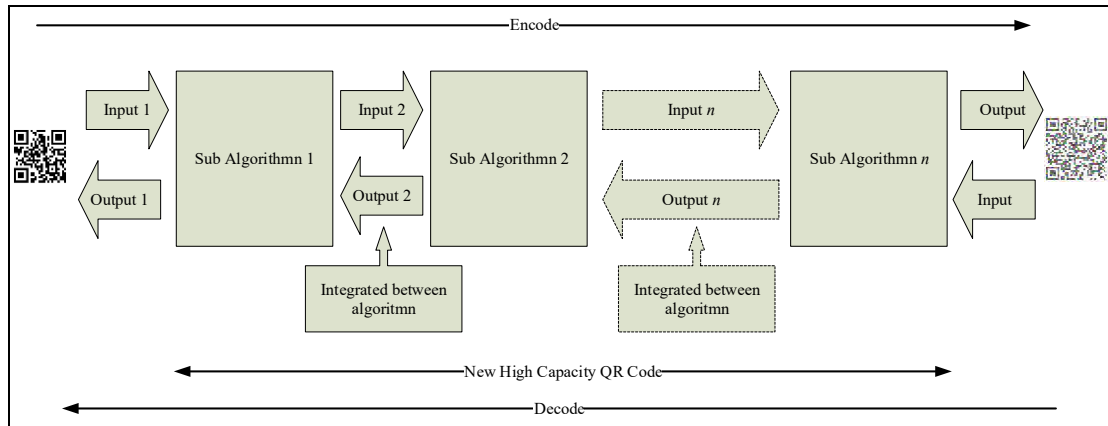 Encode
Input 1
Input 2
Input n
Output
Sub Algorithmn 1
Sub Algorithmn 2
Sub Algorithmn n
Output 1
Output 2
Output n
Input
Integrated between
algoritmn
Integrated between
algoritmn
New High Capacity QR Code
Decode